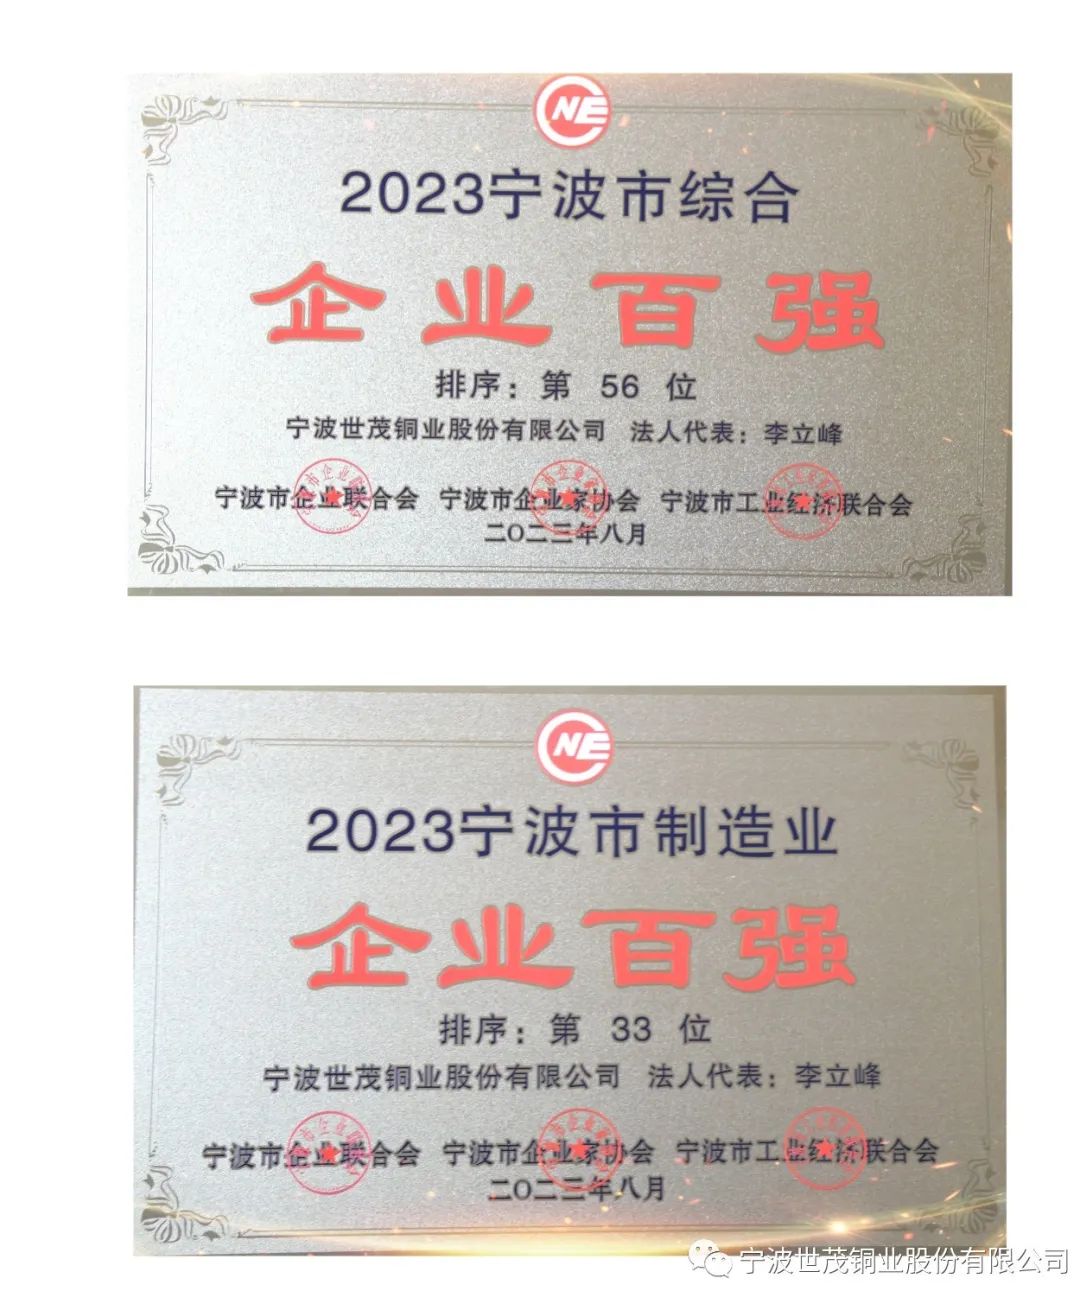 CNE
2023宁波市综合
企业百强
排序：第 56 位
宁波世茂铜业股份有限公司 法人代表：李立峰
宁波市企业联合会 宁波市企业家协会 宁波市工业经济联合会
二〇二三年八月
CNE
2023宁波市制造业
企业百强
排序：第 33 位
宁波世茂铜业股份有限公司 法人代表：李立峰
宁波市企业联合会 宁波市企业家协会 宁波市工业经济联合会
二〇二三年八月
宁波世茂铜业股份有限公司